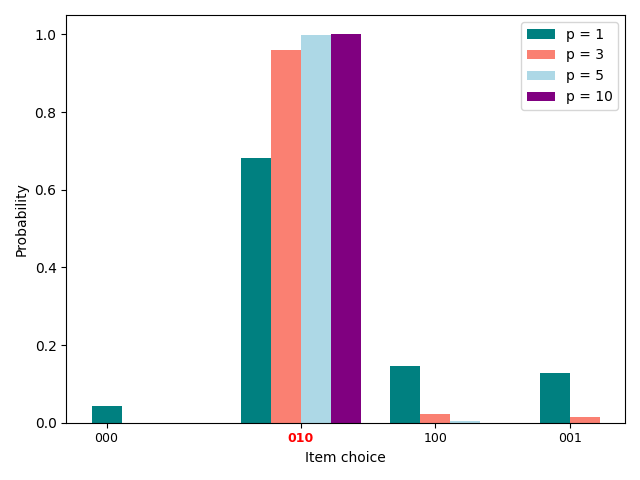 p = 1
p = 3
p = 5
p = 10
1.0
0.8
0.6
0.4
0.2
0.0
Probability
000 010 100 001
Item choice